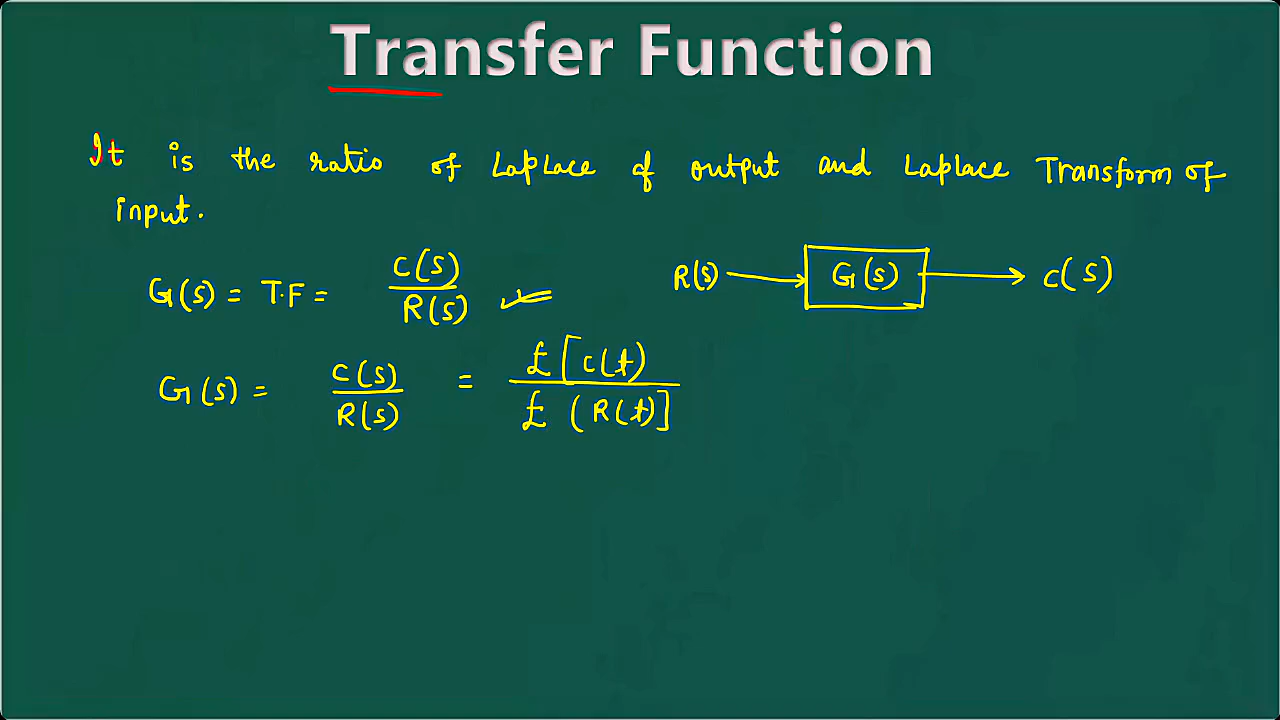 Transfer Function
It is the ratio of Laplace of output and Laplace Transform of
input.
G(s) = T.F = C(s) / R(s)
R(s) → G(s) → C(s)
G(s) = C(s) / R(s) = £ [C(t) / £ (R(t)]